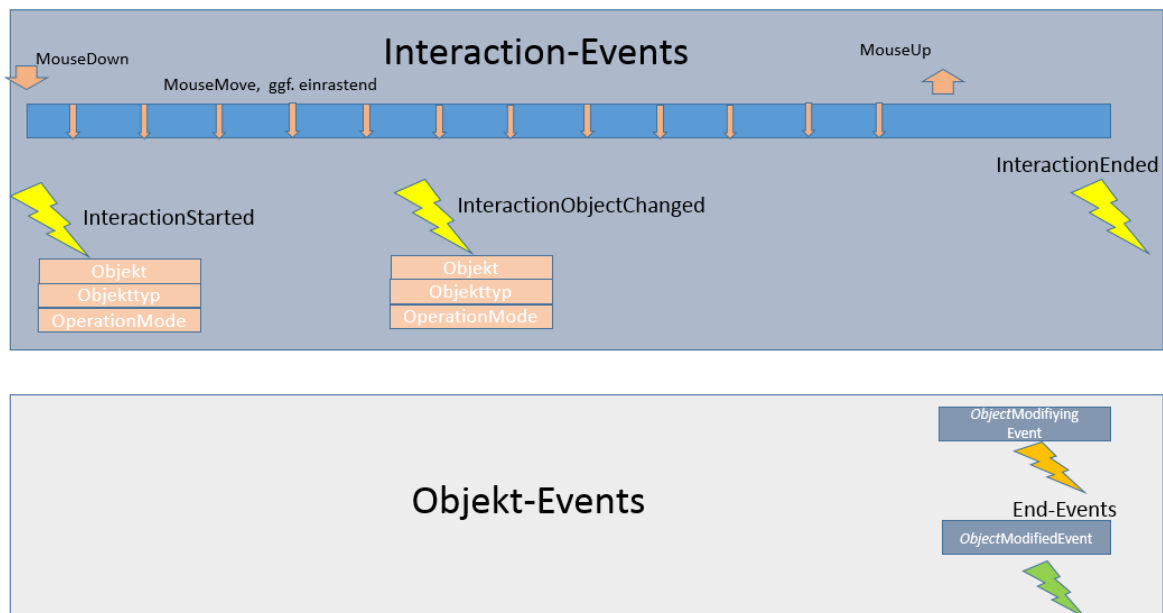 Interaction-Events
MouseDown
MouseUp
MouseMove, ggf. einrastend
InteractionStarted
InteractionObjectChanged
InteractionEnded
Objekt
Objekttyp
OperationMode
Objekt
Objekttyp
OperationMode
Objekt-Events
ObjectModifiying
Event
End-Events
ObjectModifiedEvent